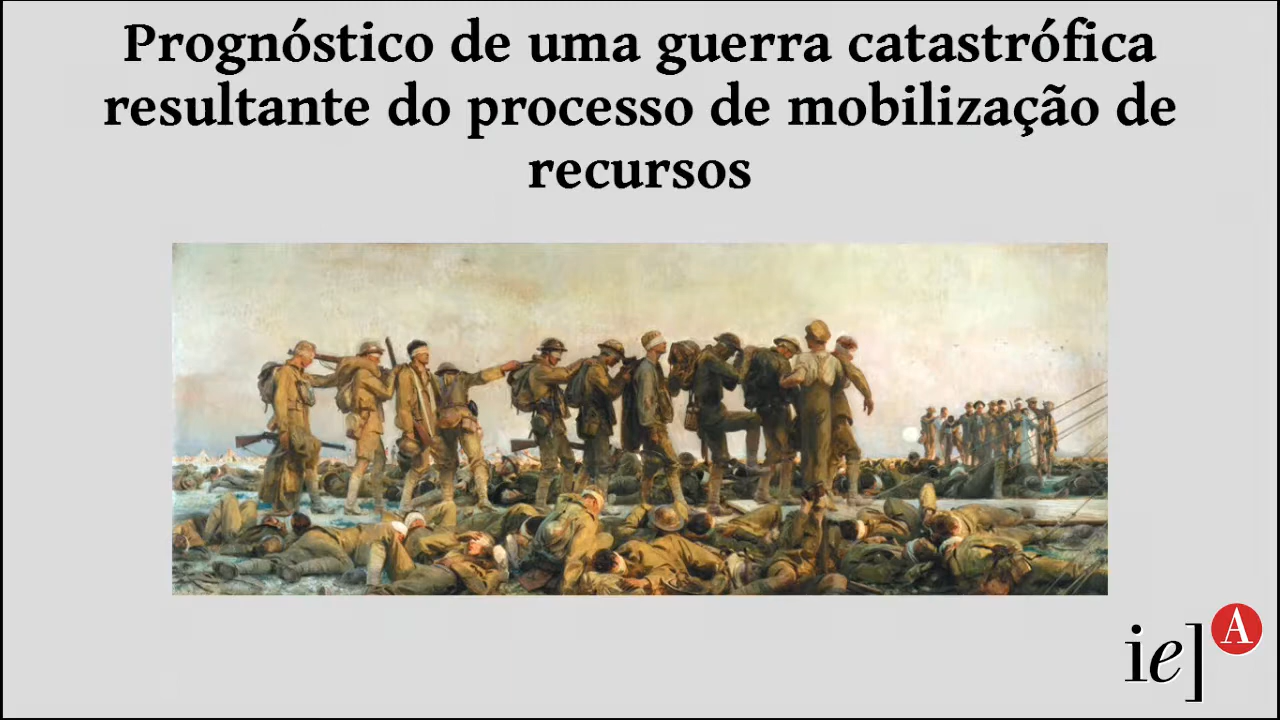 Prognóstico de uma guerra catastrófica
resultante do processo de mobilização de
recursos
ie] A